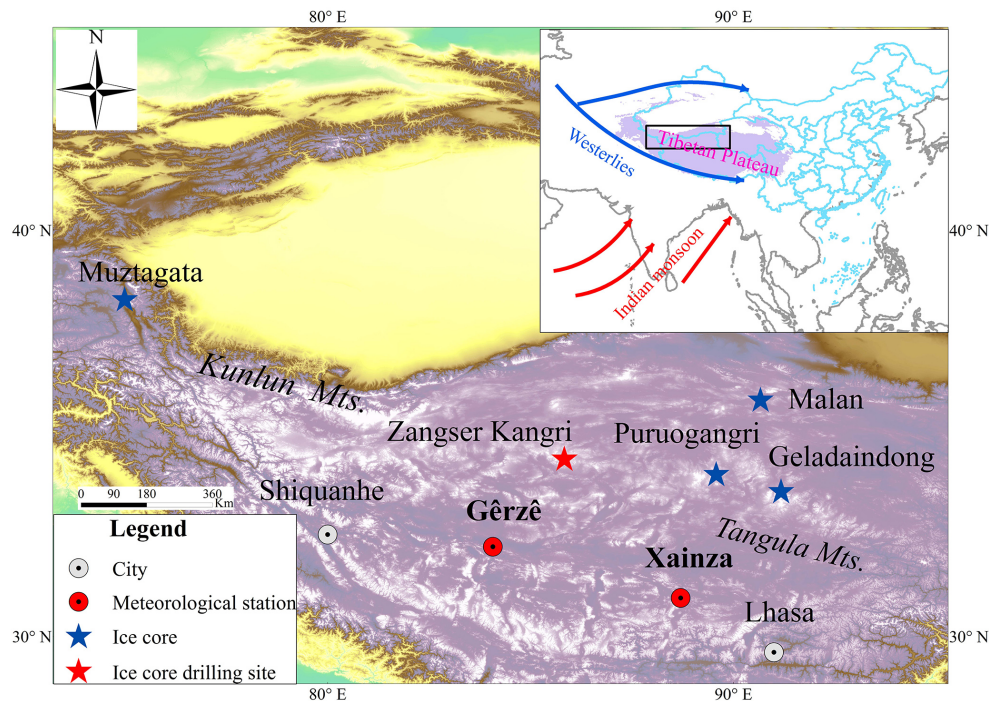 80° E
90° E
N
Westerlies
Tibetan Plateau
Indian monsoon
40° N
40° N
Muztagata
Kunlun Mts.
Malan
Zangser Kangri
Puruogangri
Geladaindong
Shiquanhe
0 90 180 360
Km
Gêrzê
Tangula Mts.
Xainza
Lhasa
Legend
City
Meteorological station
Ice core
Ice core drilling site
30° N
30° N
80° E
90° E